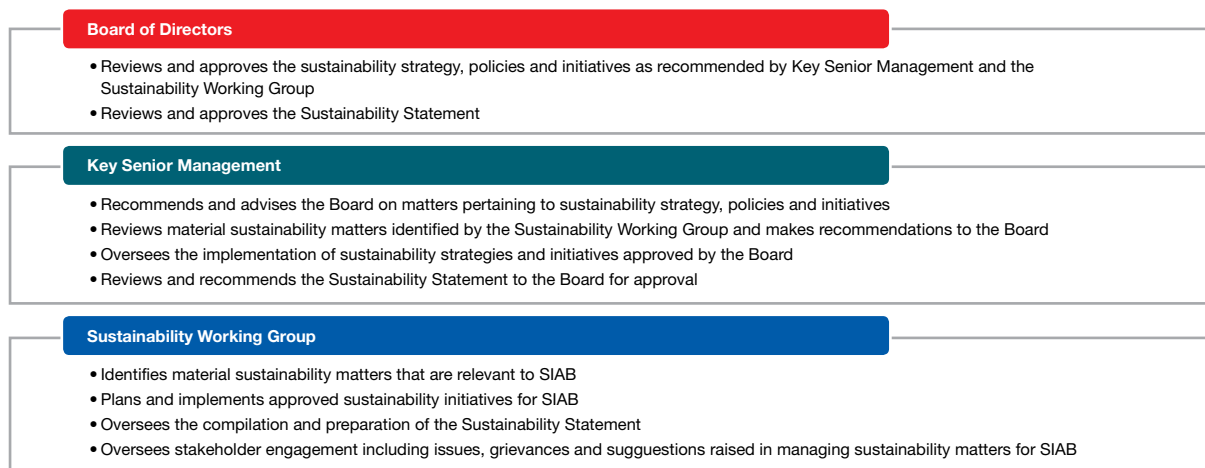 Board of Directors
• Reviews and approves the sustainability strategy, policies and initiatives as recommended by Key Senior Management and the
Sustainability Working Group
• Reviews and approves the Sustainability Statement
Key Senior Management
• Recommends and advises the Board on matters pertaining to sustainability strategy, policies and initiatives
• Reviews material sustainability matters identified by the Sustainability Working Group and makes recommendations to the Board
• Oversees the implementation of sustainability strategies and initiatives approved by the Board
• Reviews and recommends the Sustainability Statement to the Board for approval
Sustainability Working Group
• Identifies material sustainability matters that are relevant to SIAB
• Plans and implements approved sustainability initiatives for SIAB
• Oversees the compilation and preparation of the Sustainability Statement
• Oversees stakeholder engagement including issues, grievances and sugguestions raised in managing sustainability matters for SIAB